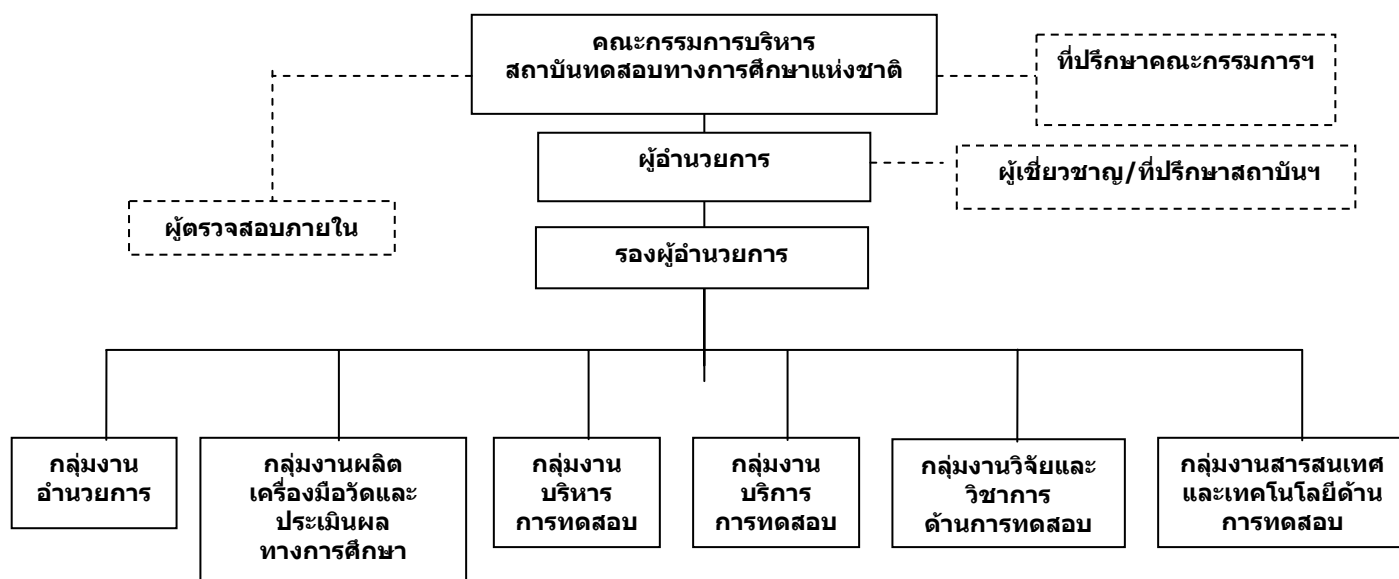 คณะกรรมการบริหาร
สถาบันทดสอบทางการศึกษาแห่งชาติ
ที่ปรึกษาคณะกรรมการฯ
ผู้อำนวยการ
ผู้เชี่ยวชาญ/ที่ปรึกษาสถาบันฯ
ผู้ตรวจสอบภายใน
รองผู้อำนวยการ
กลุ่มงาน
อำนวยการ
กลุ่มงานผลิต
เครื่องมือวัดและ
ประเมินผล
ทางการศึกษา
กลุ่มงาน
บริหาร
การทดสอบ
กลุ่มงาน
บริการ
การทดสอบ
กลุ่มงานวิจัยและ
วิชาการ
ด้านการทดสอบ
กลุ่มงานสารสนเทศ
และเทคโนโลยีด้าน
การทดสอบ